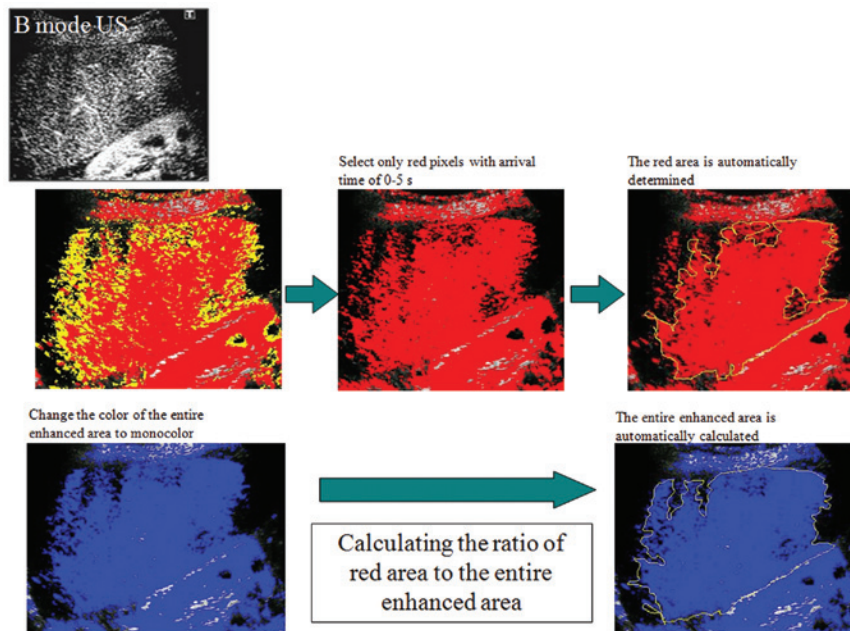 B mode US
T
Select only red pixels with arrival
time of 0-5 s
The red area is automatically
determined
Change the color of the entire
enhanced area to monocolor
The entire enhanced area is
automatically calculated
Calculating the ratio of
red area to the entire
enhanced area